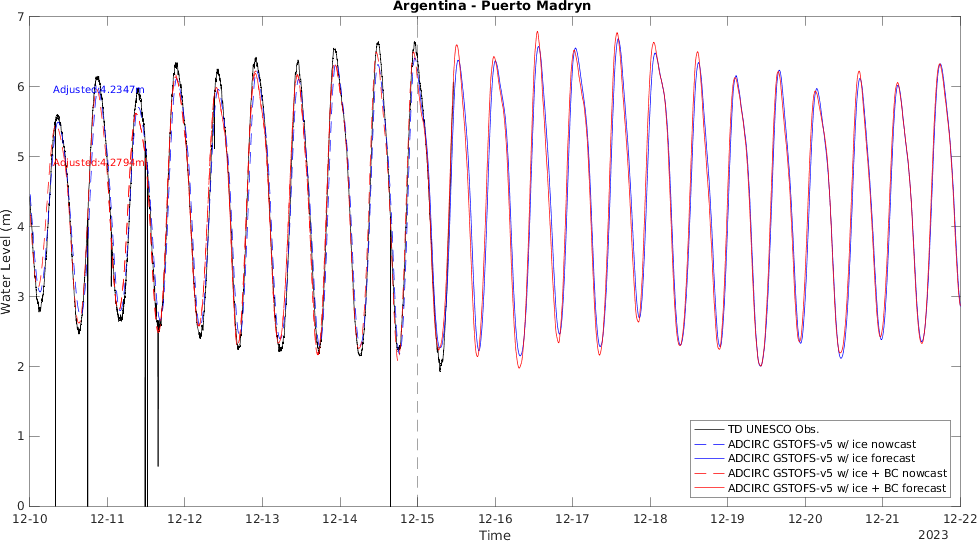 Argentina - Puerto Madryn
7
6
5
4
3
2
1
0
Water Level (m)
Adjusted:4.2347m
Adjusted:4.2794m
TD UNESCO Obs.
ADCIRC GSTOFS-v5 w/ ice nowcast
ADCIRC GSTOFS-v5 w/ ice forecast
ADCIRC GSTOFS-v5 w/ ice + BC nowcast
ADCIRC GSTOFS-v5 w/ ice + BC forecast
12-10 12-11 12-12 12-13 12-14 12-15 12-16 12-17 12-18 12-19 12-20 12-21 12-22
Time
2023